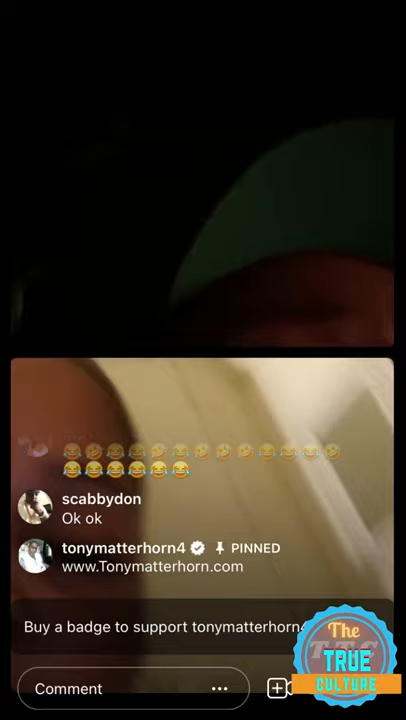 scabbydon
Ok ok
tonymatterhorn4 PINNED
www.Tonymatterhorn.com
Buy a badge to support tonymatterhorn4
Comment
The
TRUE
CULTURE